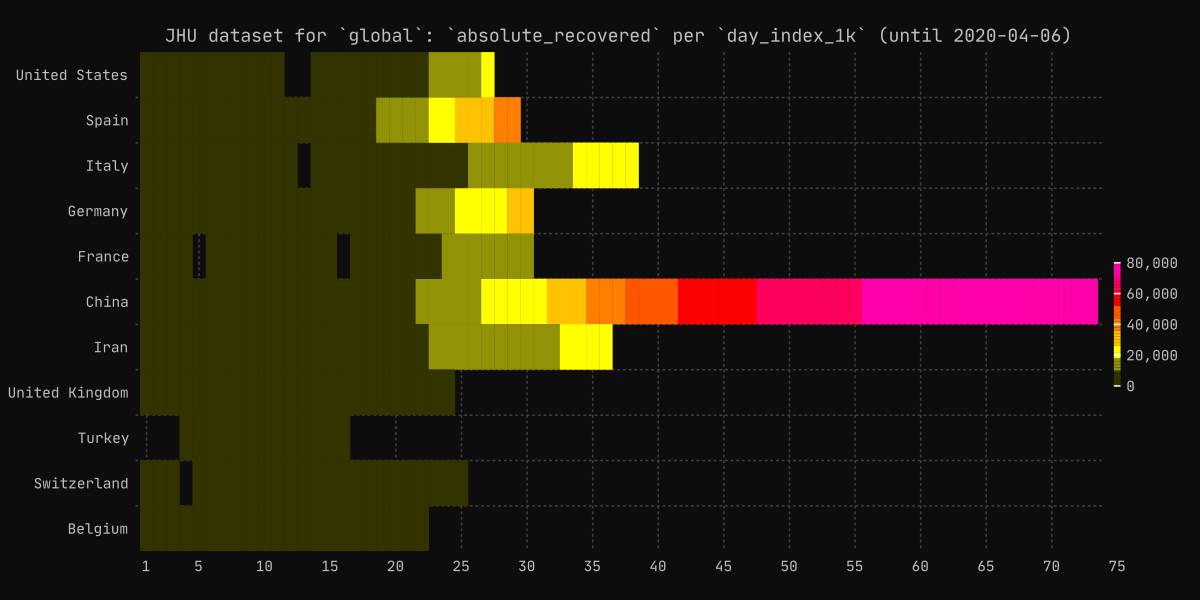 JHU dataset for `global`: `absolute_recovered` per `day_index_1k` (until 2020-04-06)
United States
Spain
Italy
Germany
France
China
Iran
United Kingdom
Turkey
Switzerland
Belgium
80,000
60,000
40,000
20,000
0
1 5 10 15 20 25 30 35 40 45 50 55 60 65 70 75